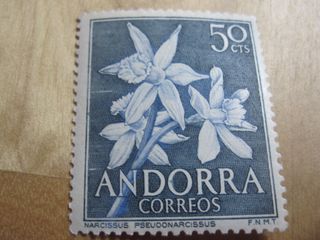 50
CTS
ANDORRA
CORREOS
NARCISSUS PSEUDONARCISSUS F.N.M.T.